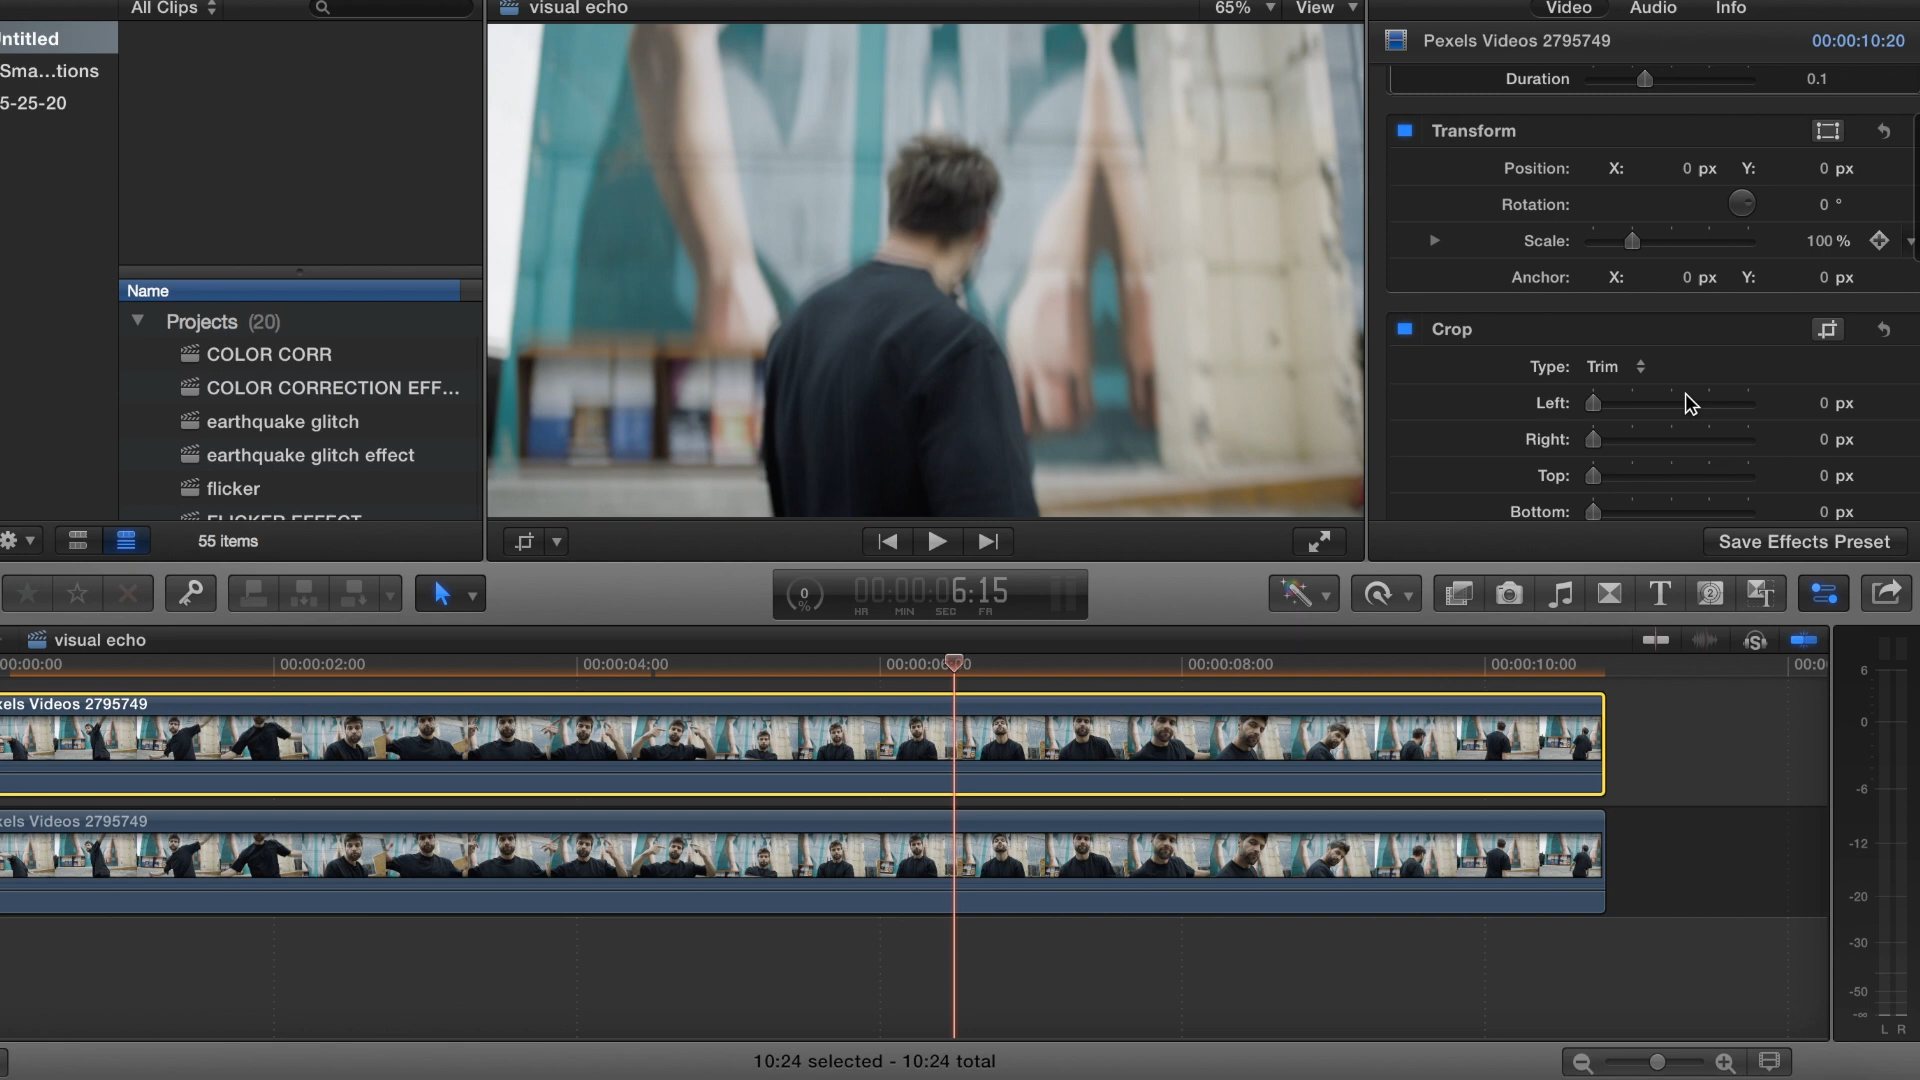 All Clips
ntitled
Sma...tions
5-25-20
Name
Projects (20)
COLOR CORR
COLOR CORRECTION EFF...
earthquake glitch
earthquake glitch effect
flicker
FLICKER EFFECT
55 items
visual echo
65%
View
Video
Audio
Info
Pexels Videos 2795749
00:00:10:20
Duration
0.1
Transform
Position: X: 0 px Y: 0 px
Rotation: 0 °
Scale: 100 %
Anchor: X: 0 px Y: 0 px
Crop
Type: Trim
Left: 0 px
Right: 0 px
Top: 0 px
Bottom: 0 px
Save Effects Preset
0 %
00:00:06:15
HR MIN SEC FR
T
visual echo
00:00:00
00:00:02:00
00:00:04:00
00:00:06:00
00:00:08:00
00:00:10:00
00:0
xels Videos 2795749
xels Videos 2795749
6
0
-6
-12
-20
-30
-50
-∞
L R
10:24 selected - 10:24 total